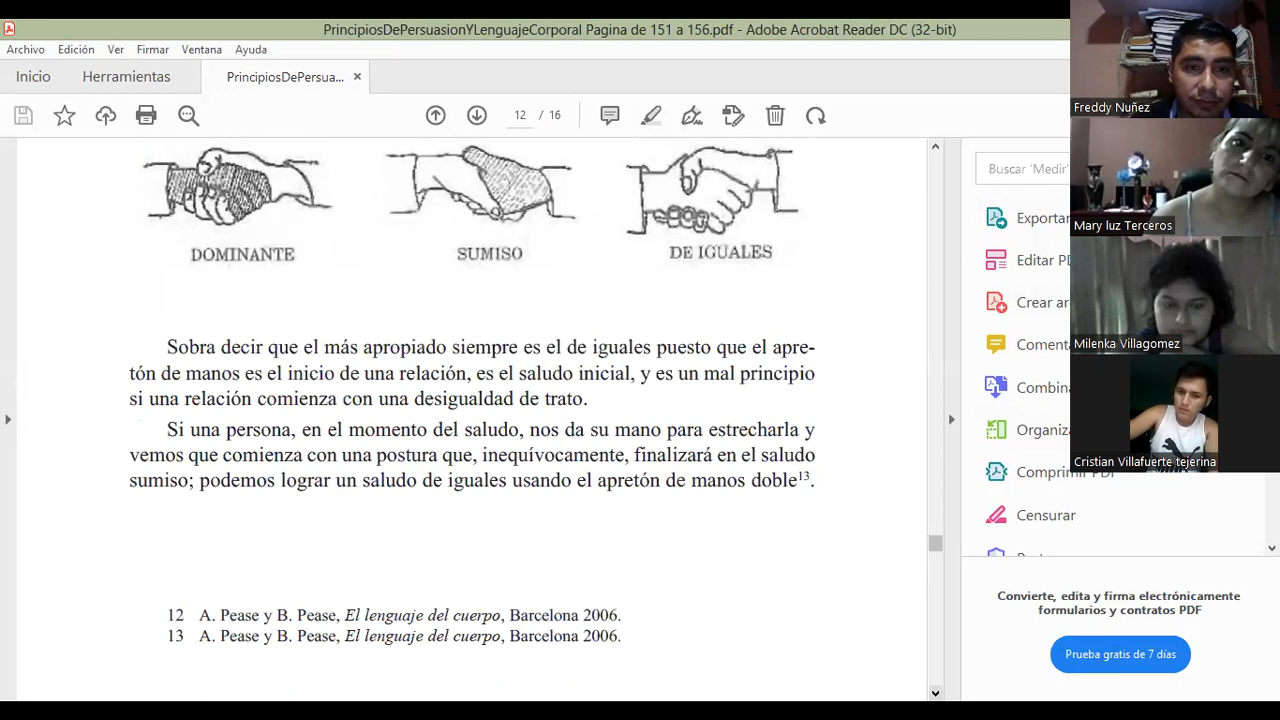 PrincipiosDePersuasionYLenguajeCorporal Pagina de 151 a 156.pdf - Adobe Acrobat Reader DC (32-bit)
Archivo Edición Ver Firmar Ventana Ayuda
Inicio Herramientas PrincipiosDePersua... ×
12 / 16
DOMINANTE SUMISO DE IGUALES
Sobra decir que el más apropiado siempre es el de iguales puesto que el apre-
tón de manos es el inicio de una relación, es el saludo inicial, y es un mal principio
si una relación comienza con una desigualdad de trato.
Si una persona, en el momento del saludo, nos da su mano para estrecharla y
vemos que comienza con una postura que, inequívocamente, finalizará en el saludo
sumiso; podemos lograr un saludo de iguales usando el apretón de manos doble13.
12 A. Pease y B. Pease, El lenguaje del cuerpo, Barcelona 2006.
13 A. Pease y B. Pease, El lenguaje del cuerpo, Barcelona 2006.
Buscar 'Medir'
Exportar
Editar PD
Crear ar
Coment
Combina
Organiza
Comprimir PDF
Censurar
Convierte, edita y firma electrónicamente
formularios y contratos PDF
Prueba gratis de 7 días
Freddy Nuñez
Mary luz Terceros
Milenka Villagomez
Cristian Villafuerte tejerina